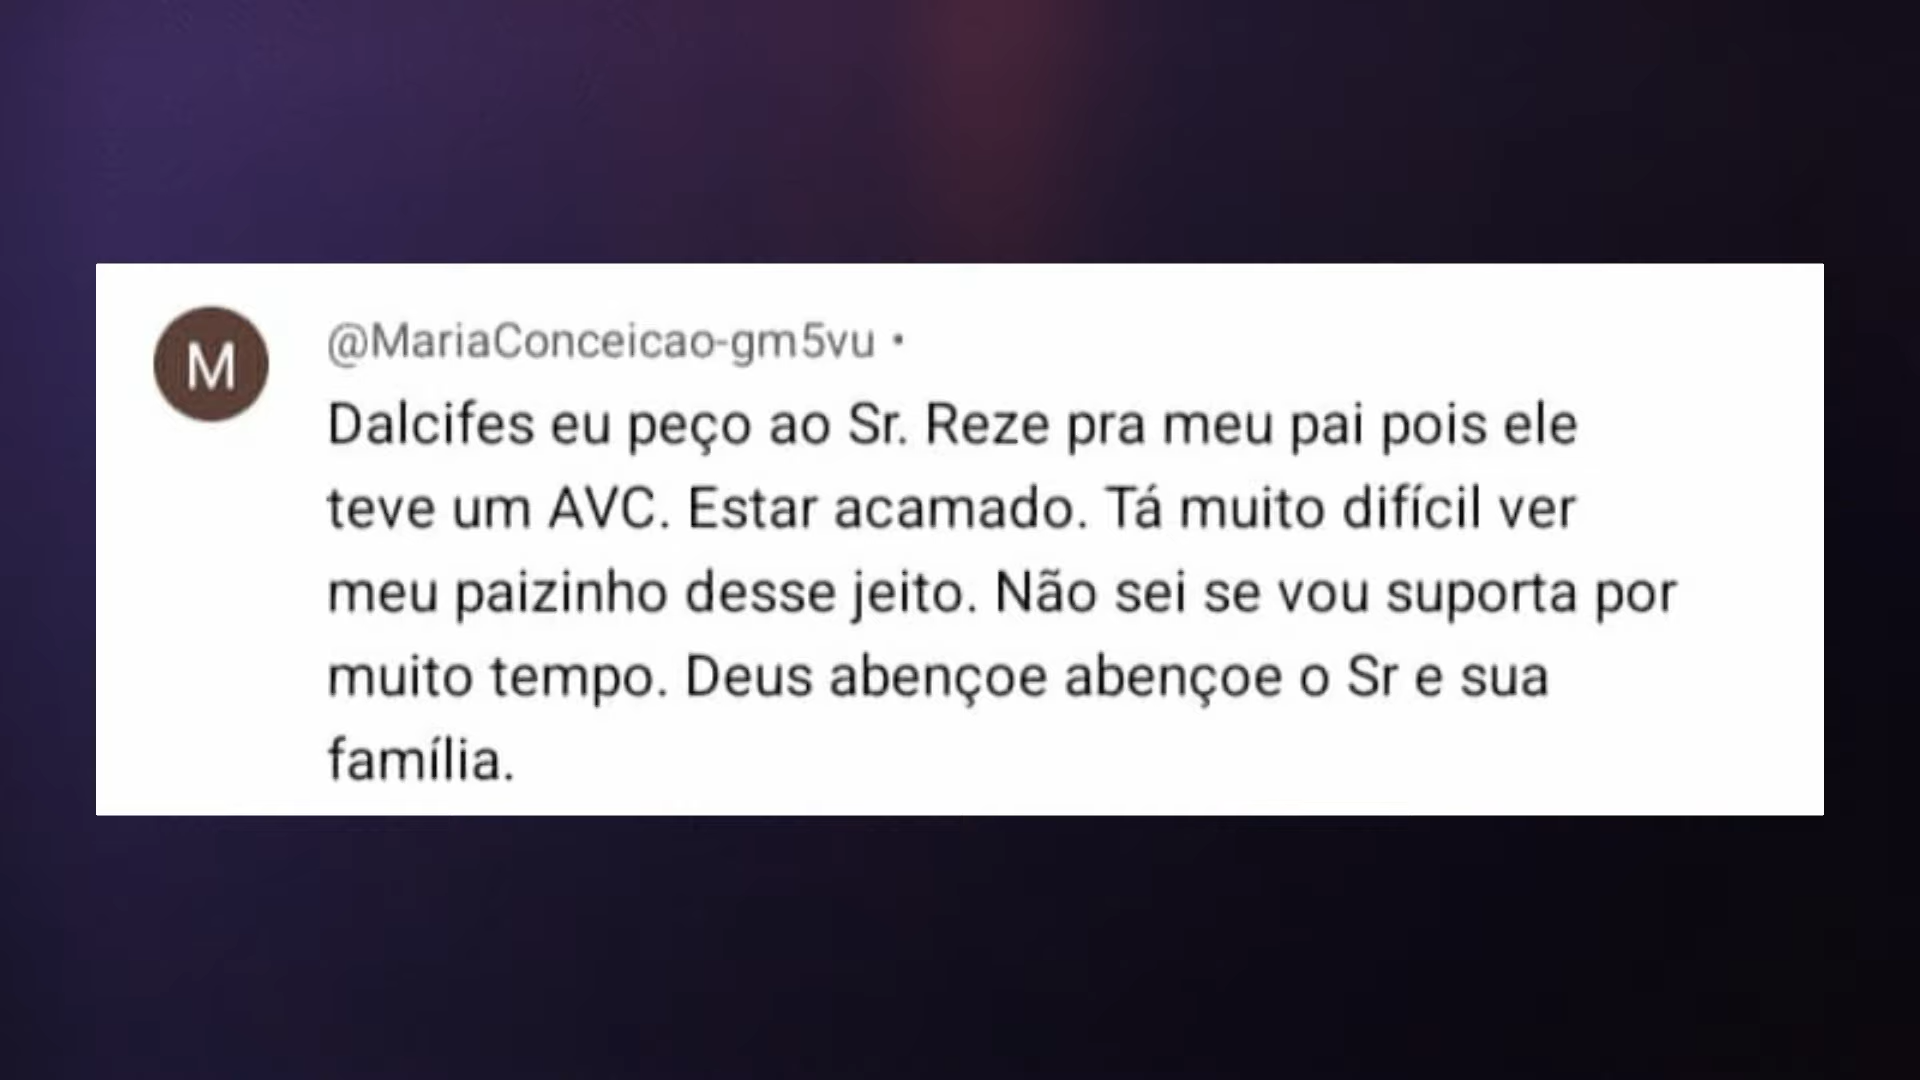 M
@MariaConceicao-gm5vu •
Dalcifes eu peço ao Sr. Reze pra meu pai pois ele
teve um AVC. Estar acamado. Tá muito difícil ver
meu paizinho desse jeito. Não sei se vou suporta por
muito tempo. Deus abençoe abençoe o Sr e sua
família.